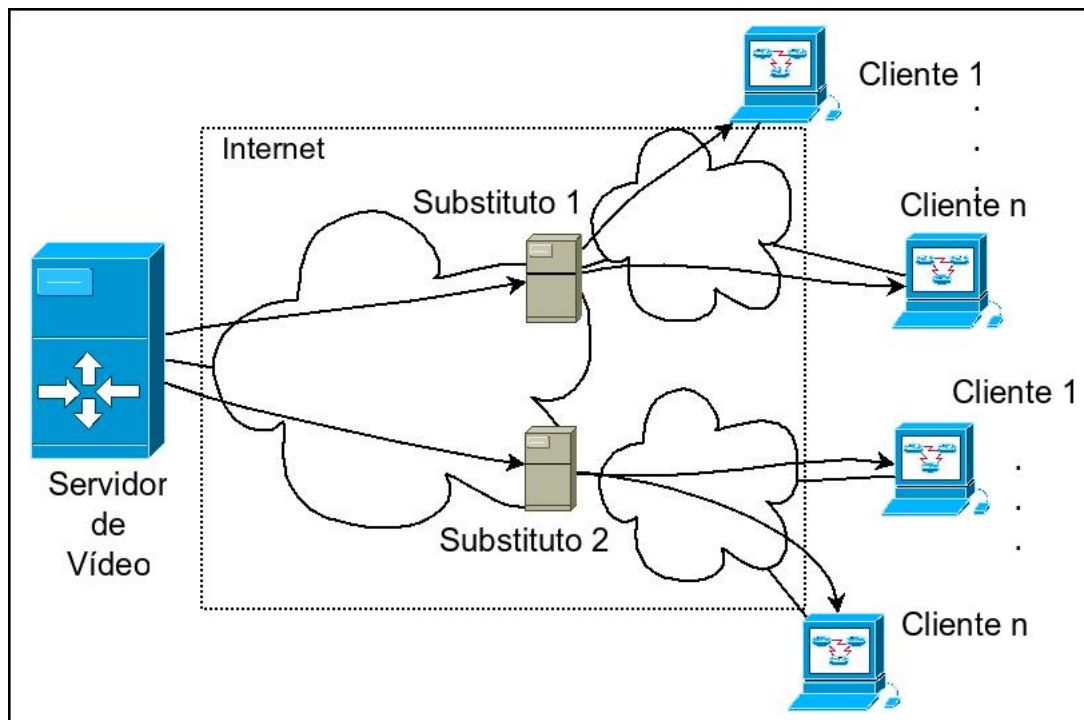 Cliente 1
.
.
.
Internet
Substituto 1
Cliente n
Cliente 1
.
.
.
Servidor
de
Vídeo
Substituto 2
Cliente n